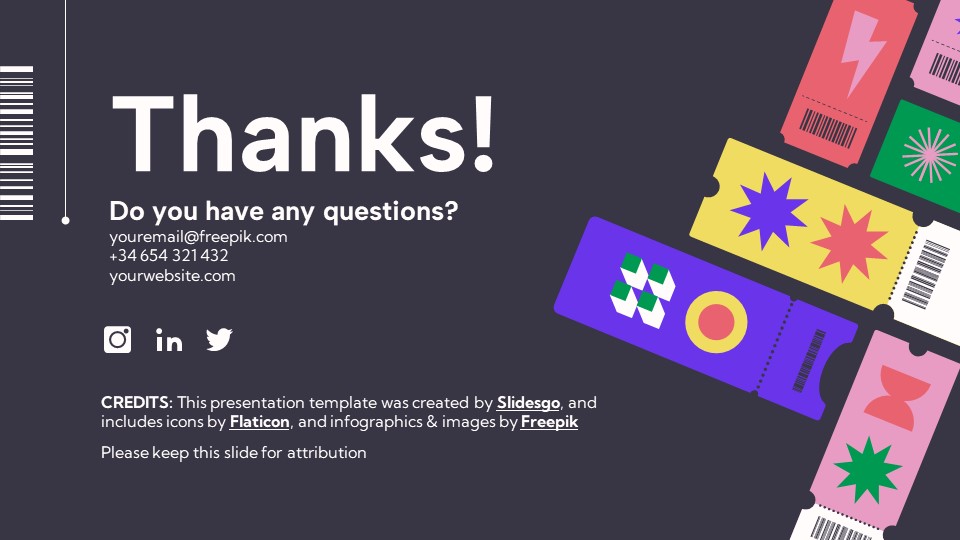 Thanks!
Do you have any questions?
youremail@freepik.com
+34 654 321 432
yourwebsite.com
in
CREDITS: This presentation template was created by Slidesgo, and
includes icons by Flaticon, and infographics & images by Freepik
Please keep this slide for attribution